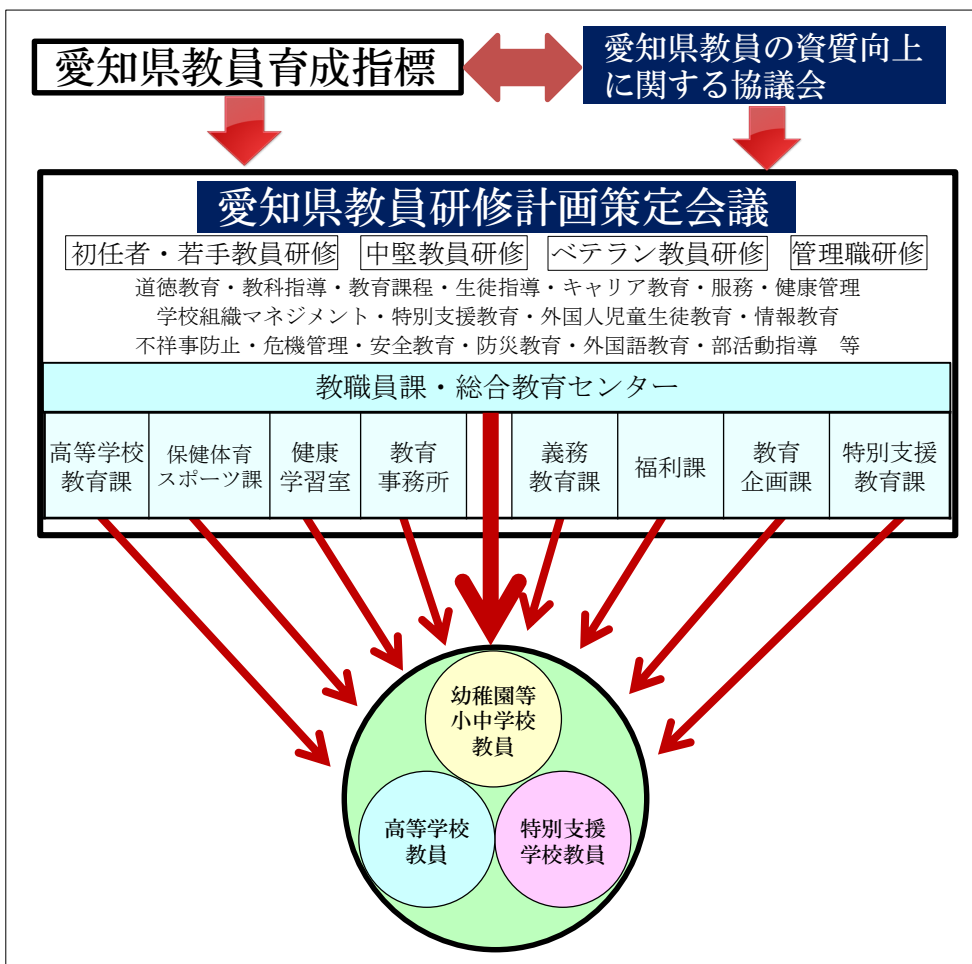 愛知県教員育成指標
愛知県教員の資質向上
に関する協議会
愛知県教員研修計画策定会議
初任者・若手教員研修 中堅教員研修 ベテラン教員研修 管理職研修
道徳教育・教科指導・教育課程・生徒指導・キャリア教育・服務・健康管理
学校組織マネジメント・特別支援教育・外国人児童生徒教育・情報教育
不祥事防止・危機管理・安全教育・防災教育・外国語教育・部活動指導　等
教職員課・総合教育センター
高等学校
教育課
保健体育
スポーツ課
健康
学習室
教育
事務所
義務
教育課
福利課
教育
企画課
特別支援
教育課
幼稚園等
小中学校
教員
高等学校
教員
特別支援
学校教員